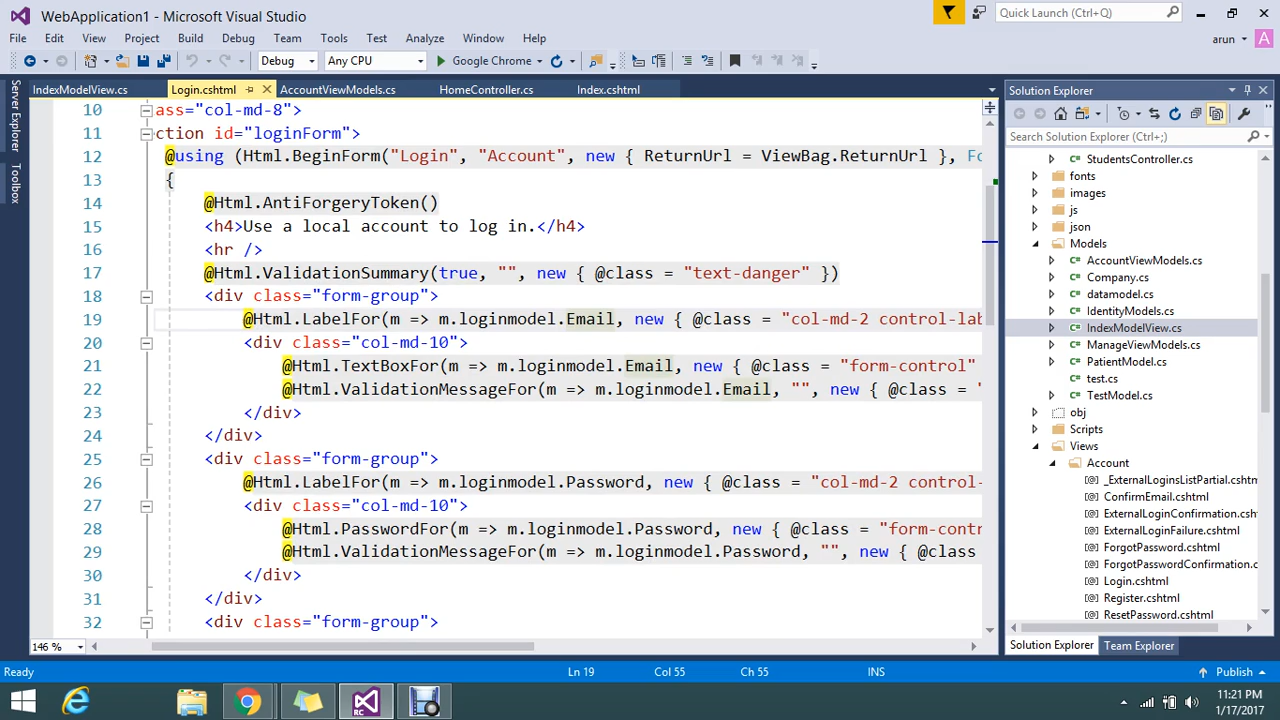 WebApplication1 - Microsoft Visual Studio
Quick Launch (Ctrl+Q)
File Edit View Project Build Debug Team Tools Test Analyze Window Help
arun
A
Debug Any CPU Google Chrome
Server Explorer
Toolbox
IndexModelView.cs Login.cshtml AccountViewModels.cs HomeController.cs Index.cshtml
10 ass="col-md-8">
11 ction id="loginForm">
12 @using (Html.BeginForm("Login", "Account", new { ReturnUrl = ViewBag.ReturnUrl }, Fo
13 {
14 @Html.AntiForgeryToken()
15 <h4>Use a local account to log in.</h4>
16 <hr />
17 @Html.ValidationSummary(true, "", new { @class = "text-danger" })
18 <div class="form-group">
19 @Html.LabelFor(m => m.loginmodel.Email, new { @class = "col-md-2 control-lab
20 <div class="col-md-10">
21 @Html.TextBoxFor(m => m.loginmodel.Email, new { @class = "form-control"
22 @Html.ValidationMessageFor(m => m.loginmodel.Email, "", new { @class = "
23 </div>
24 </div>
25 <div class="form-group">
26 @Html.LabelFor(m => m.loginmodel.Password, new { @class = "col-md-2 control-
27 <div class="col-md-10">
28 @Html.PasswordFor(m => m.loginmodel.Password, new { @class = "form-contr
29 @Html.ValidationMessageFor(m => m.loginmodel.Password, "", new { @class
30 </div>
31 </div>
32 <div class="form-group">
146 %
Solution Explorer
Search Solution Explorer (Ctrl+;)
StudentsController.cs
fonts
images
js
json
Models
AccountViewModels.c
Company.cs
datamodel.cs
IdentityModels.cs
IndexModelView.cs
ManageViewModels.c
PatientModel.cs
test.cs
TestModel.cs
obj
Scripts
Views
Account
_ExternalLoginsListPartial.cshtm
ConfirmEmail.cshtml
ExternalLoginConfirmation.csh
ExternalLoginFailure.cshtml
ForgotPassword.cshtml
ForgotPasswordConfirmation.c
Login.cshtml
Register.cshtml
ResetPassword.cshtml
Solution Explorer Team Explorer
Ready Ln 19 Col 55 Ch 55 INS Publish
RC
11:21 PM
1/17/2017